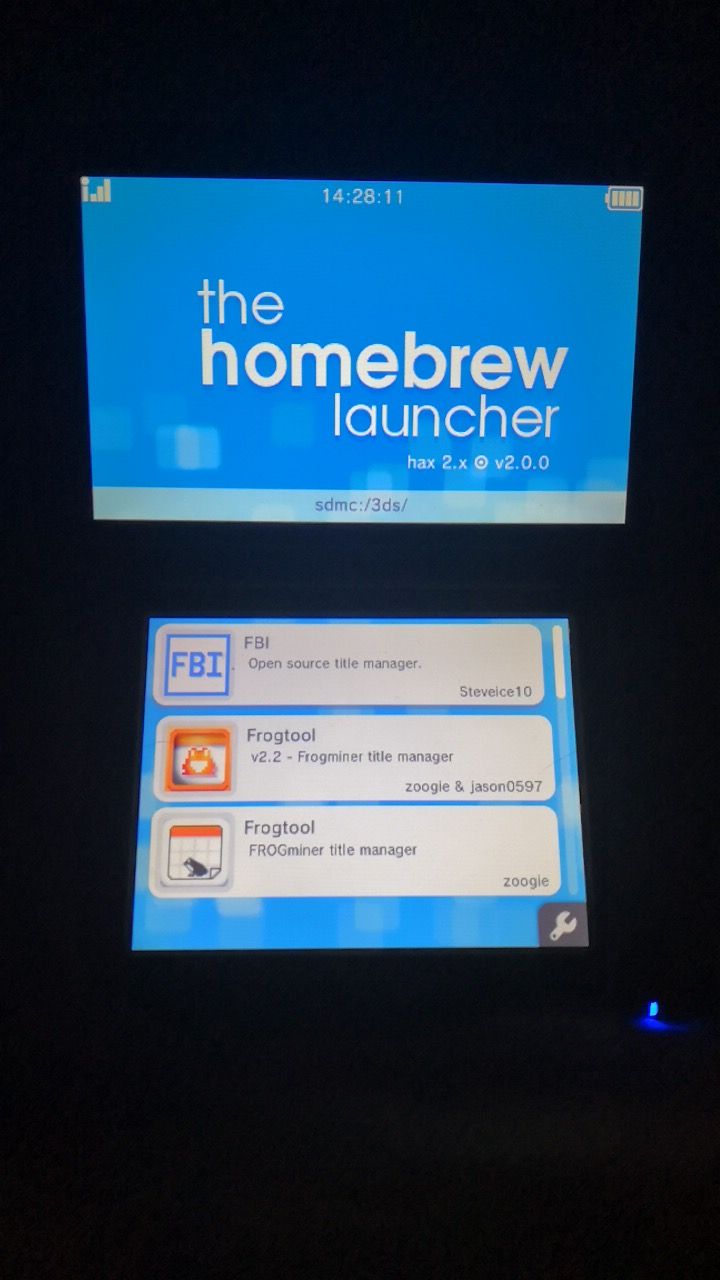 14:28:11
the
homebrew
launcher
hax 2.x ⊙ v2.0.0
sdmc:/3ds/
FBI
FBI
Open source title manager.
Steveice10
Frogtool
v2.2 - Frogminer title manager
zoogie & jason0597
Frogtool
FROGminer title manager
zoogie